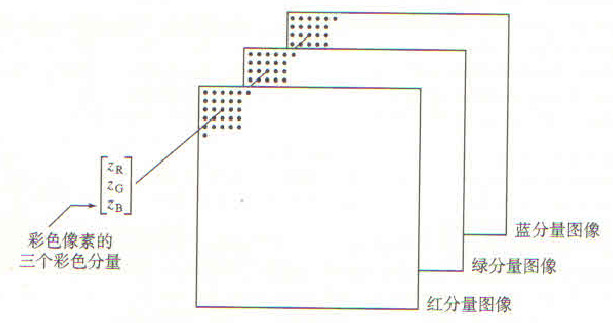 z_R
z_G
z_B
彩色像素的
三个彩色分量
蓝分量图像
绿分量图像
红分量图像